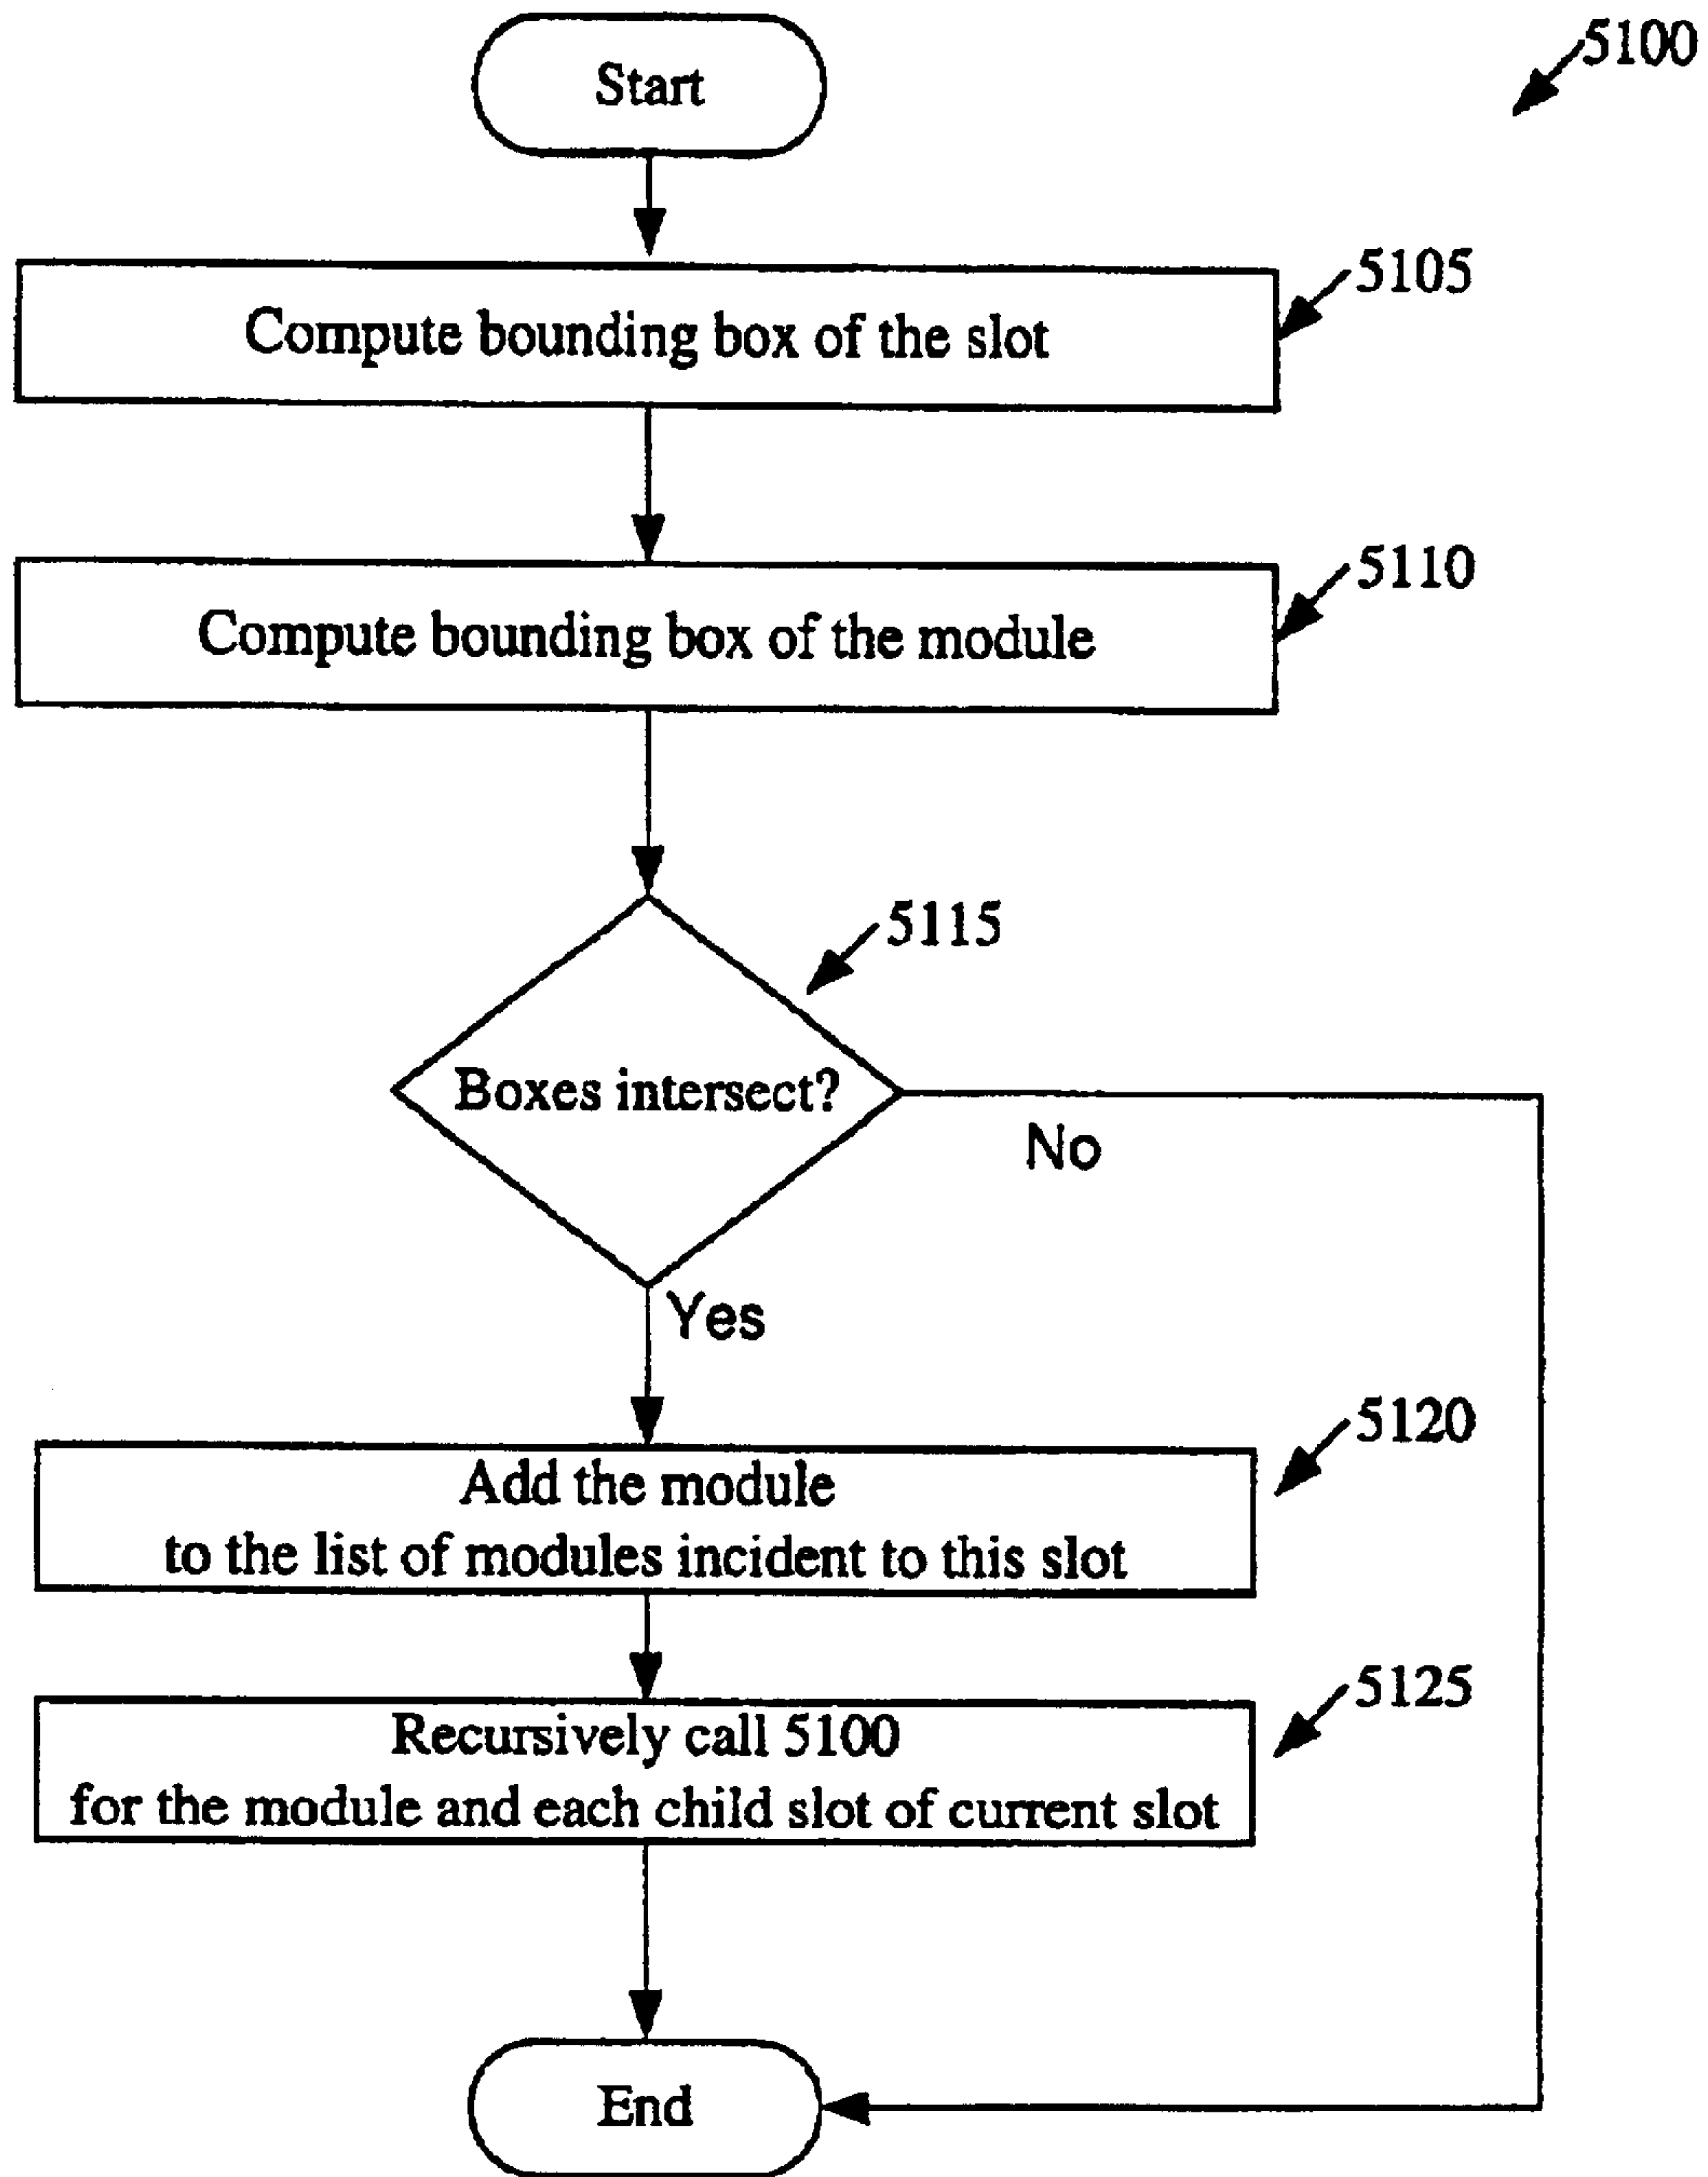 5100
Start
5105
Compute bounding box of the slot
5110
Compute bounding box of the module
5115
Boxes intersect?
No
Yes
5120
Add the module
to the list of modules incident to this slot
5125
Recursively call 5100
for the module and each child slot of current slot
End